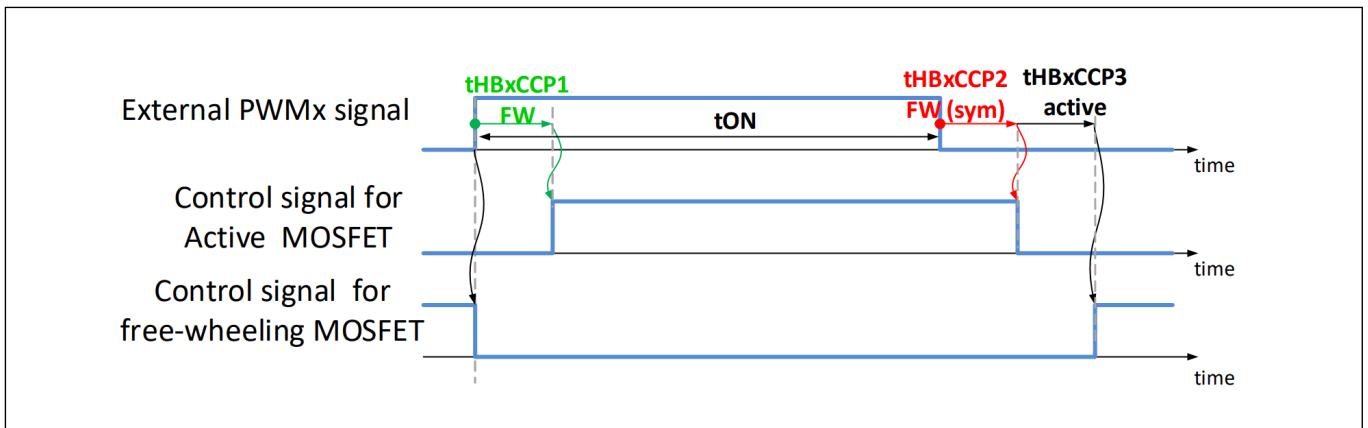 External PWMx signal
tHBxCCP1
FW
tON
tHBxCCP2
FW (sym)
tHBxCCP3
active
time
Control signal for
Active MOSFET
time
Control signal for
free-wheeling MOSFET
time